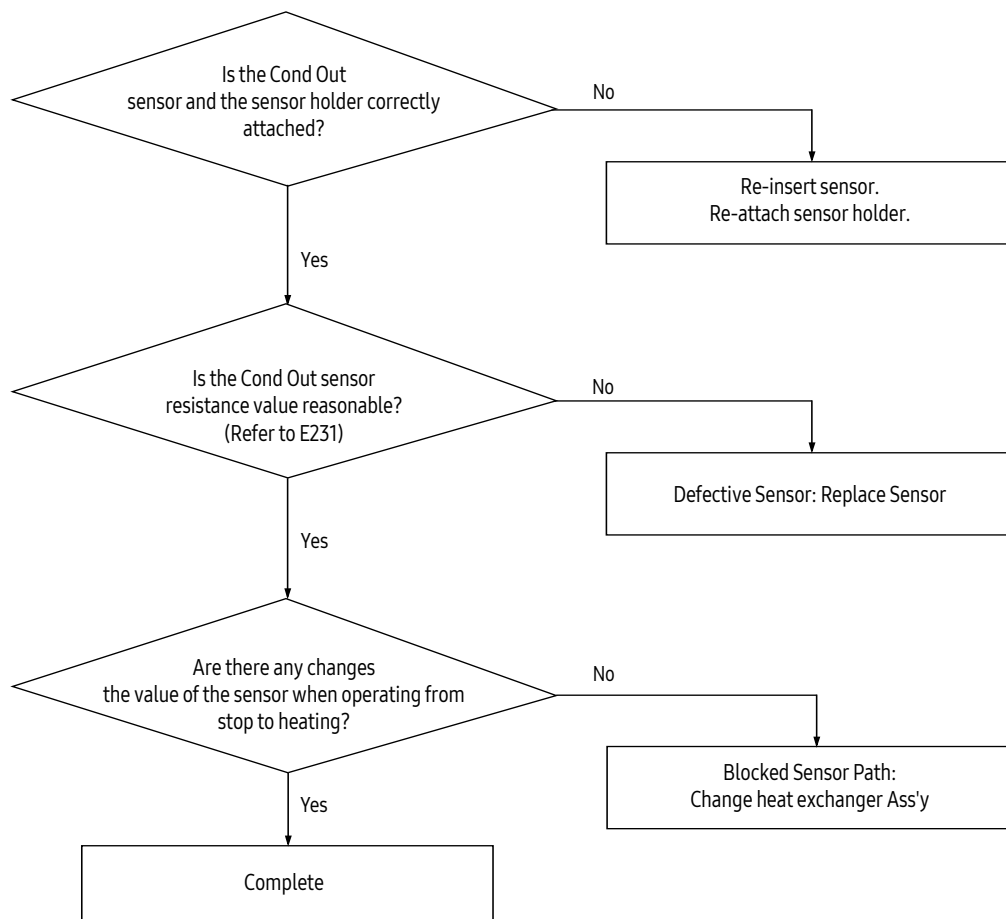 Is the Cond Out
sensor and the sensor holder correctly
attached?
No
Re-insert sensor.
Re-attach sensor holder.
Yes
Is the Cond Out sensor
resistance value reasonable?
(Refer to E231)
No
Defective Sensor: Replace Sensor
Yes
Are there any changes
the value of the sensor when operating from
stop to heating?
No
Blocked Sensor Path:
Change heat exchanger Ass'y
Yes
Complete